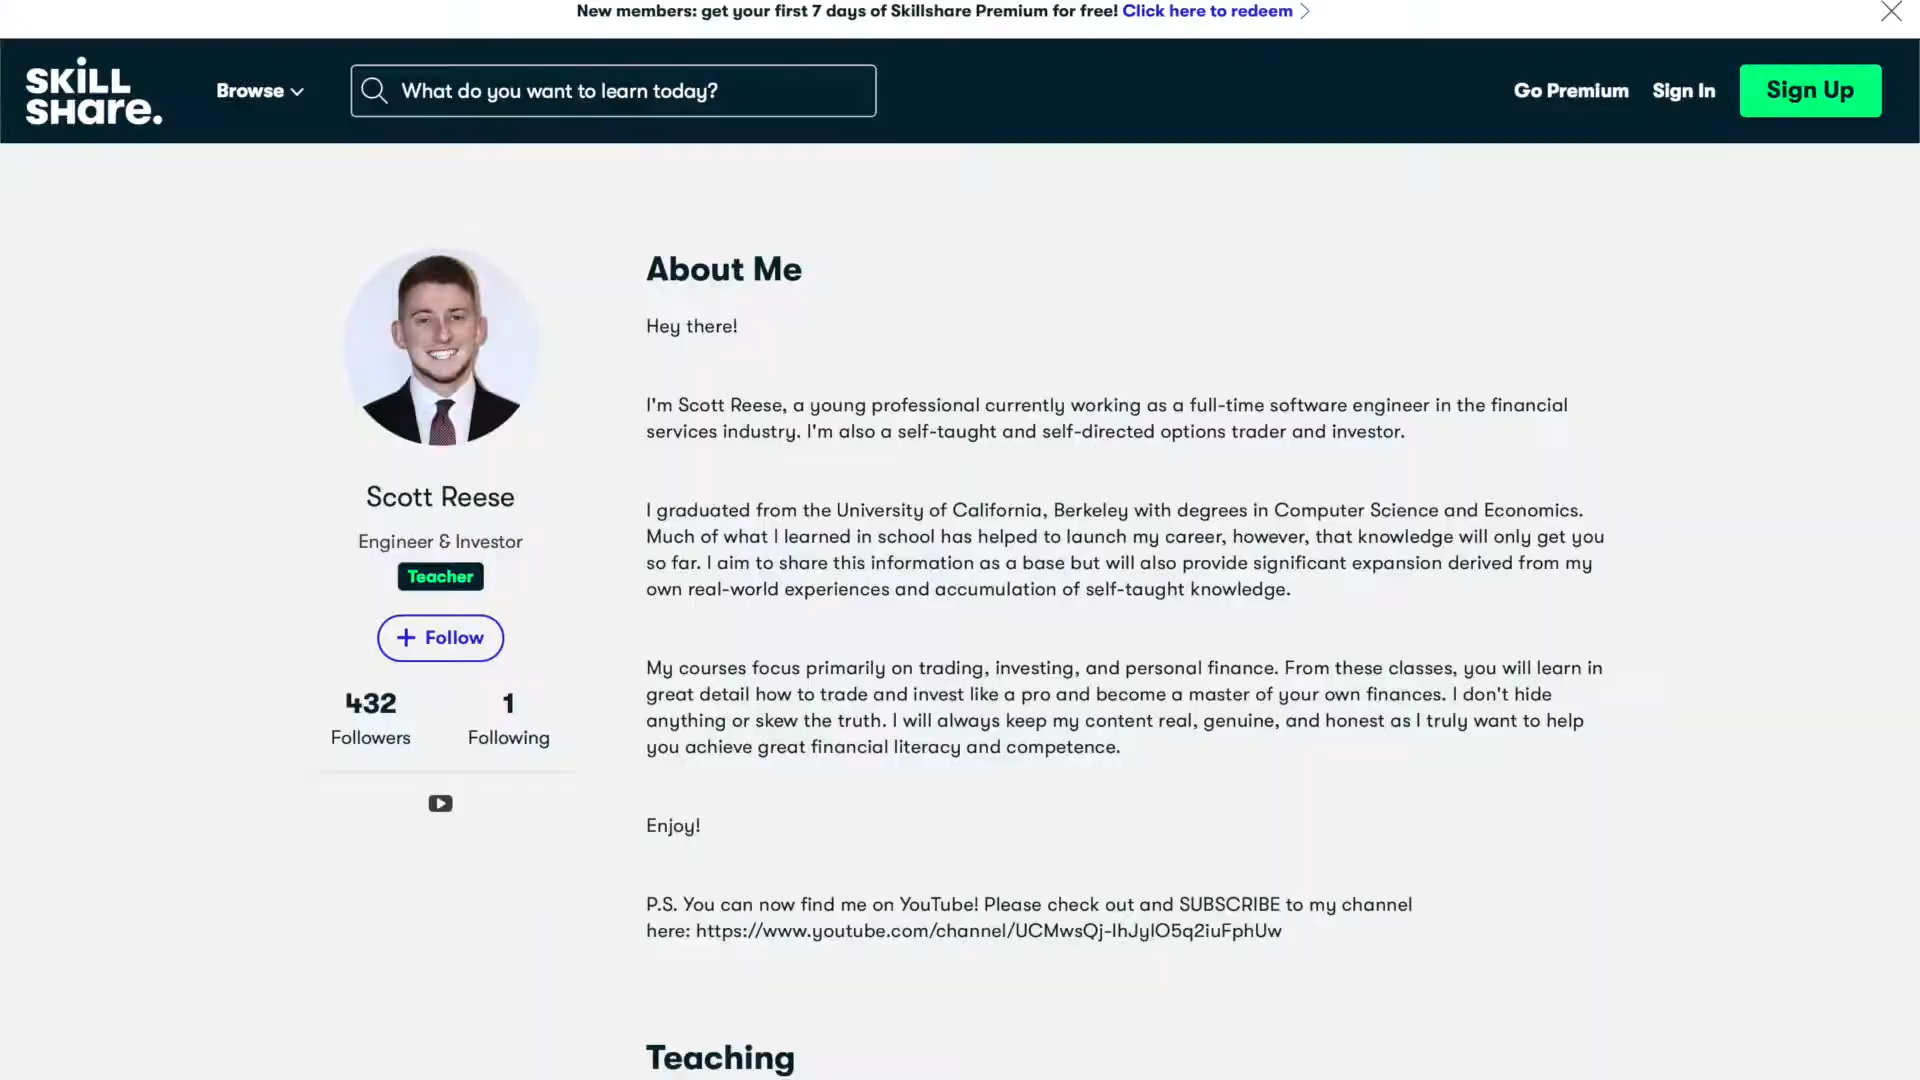 New members: get your first 7 days of Skillshare Premium for free! Click here to redeem
SKiLL
SHare.
Browse
What do you want to learn today?
Go Premium
Sign In
Sign Up
Scott Reese
Engineer & Investor
Teacher
+ Follow
432
Followers
1
Following
About Me
Hey there!
I'm Scott Reese, a young professional currently working as a full-time software engineer in the financial
services industry. I'm also a self-taught and self-directed options trader and investor.
I graduated from the University of California, Berkeley with degrees in Computer Science and Economics.
Much of what I learned in school has helped to launch my career, however, that knowledge will only get you
so far. I aim to share this information as a base but will also provide significant expansion derived from my
own real-world experiences and accumulation of self-taught knowledge.
My courses focus primarily on trading, investing, and personal finance. From these classes, you will learn in
great detail how to trade and invest like a pro and become a master of your own finances. I don't hide
anything or skew the truth. I will always keep my content real, genuine, and honest as I truly want to help
you achieve great financial literacy and competence.
Enjoy!
P.S. You can now find me on YouTube! Please check out and SUBSCRIBE to my channel
here: https://www.youtube.com/channel/UCMwsQj-IhJylO5q2iuFphUw
Teaching